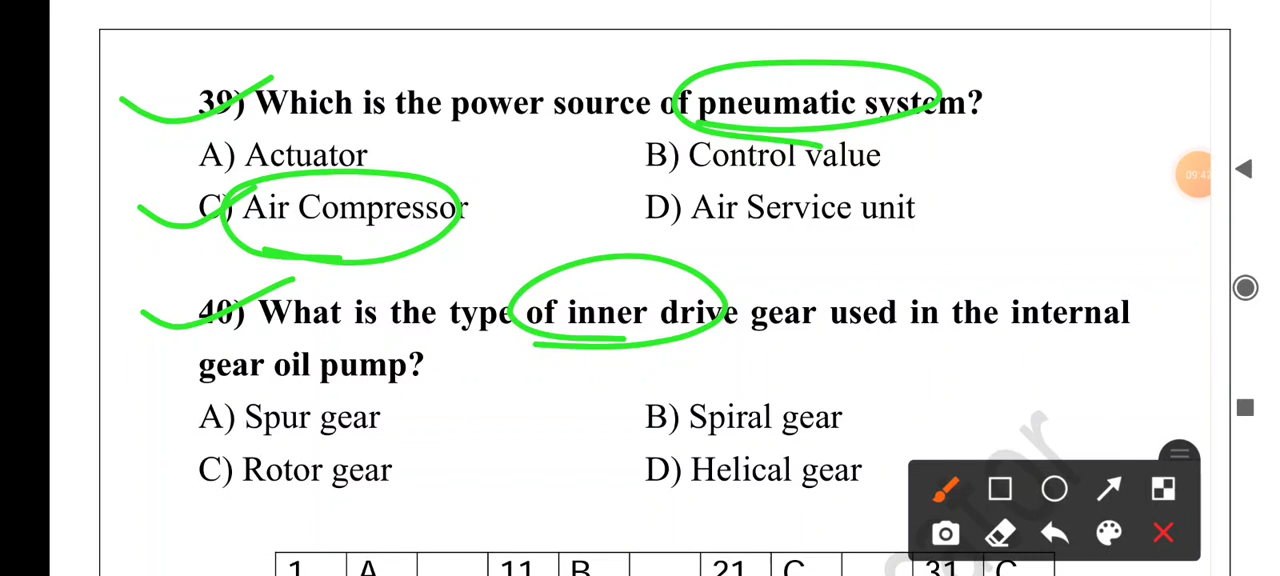 39) Which is the power source of pneumatic system?
A) Actuator B) Control value
C) Air Compressor D) Air Service unit
09:42
40) What is the type of inner drive gear used in the internal
gear oil pump?
A) Spur gear B) Spiral gear
C) Rotor gear D) Helical gear
1 A 11 B 21 C 31 C